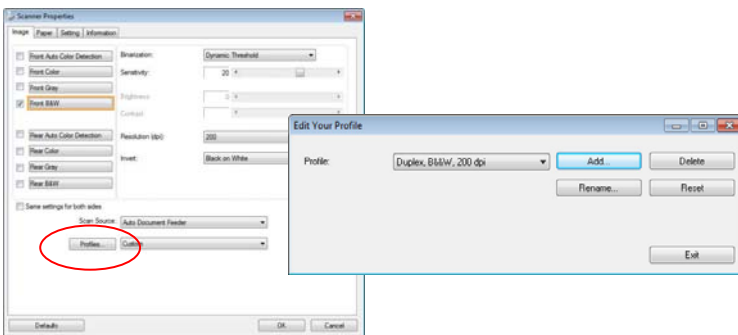 Scanner Properties
Image Paper Setting Information
Front Auto Color Detection
Front Color
Front Gray
Front B&W
Rear Auto Color Detection
Rear Color
Rear Gray
Rear B&W
Binarization: Dynamic Threshold
Sensitivity: 20
Brightness: 0
Contrast:
Resolution (dpi): 200
Invert: Black on White
Same settings for both sides
Scan Source: Auto Document Feeder
Profiles... Custom
Defaults OK Cancel
Edit Your Profile
Profile: Duplex, B&W, 200 dpi Add... Delete
Rename... Reset
Exit